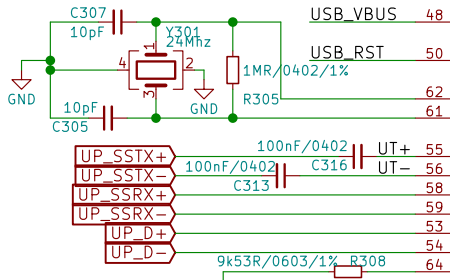 C307
10pF
Y301
24Mhz
USB_VBUS 48
USB_RST 50
1
4
2
3
1MR/0402/1%
R305
GND
GND
62
10pF
C305
61
100nF/0402
C316
UP_SSTX+ UT+ 55
100nF/0402
C313
UP_SSTX- UT- 56
UP_SSRX+ 58
UP_SSRX- 59
UP_D+ 53
UP_D- 54
9k53R/0603/1% R308 64